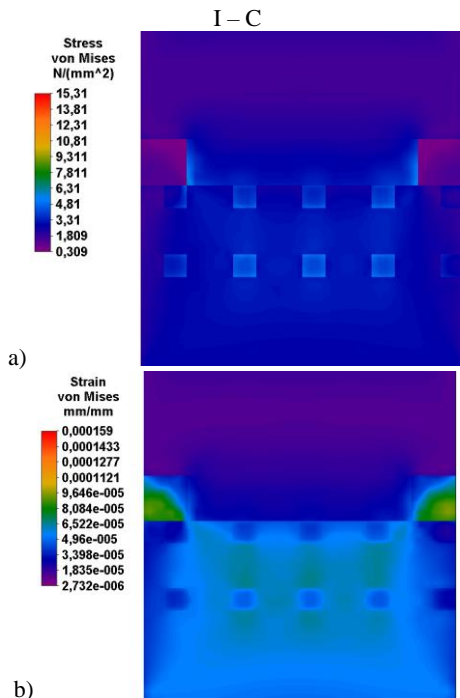 I – C
Stress
von Mises
N/(mm^2)
15,31
13,81
12,31
10,81
9,311
7,811
6,31
4,81
3,31
1,809
0,309
a)
Strain
von Mises
mm/mm
0,000159
0,0001433
0,0001277
0,0001121
9,646e-005
8,084e-005
6,522e-005
4,96e-005
3,398e-005
1,835e-005
2,732e-006
b)